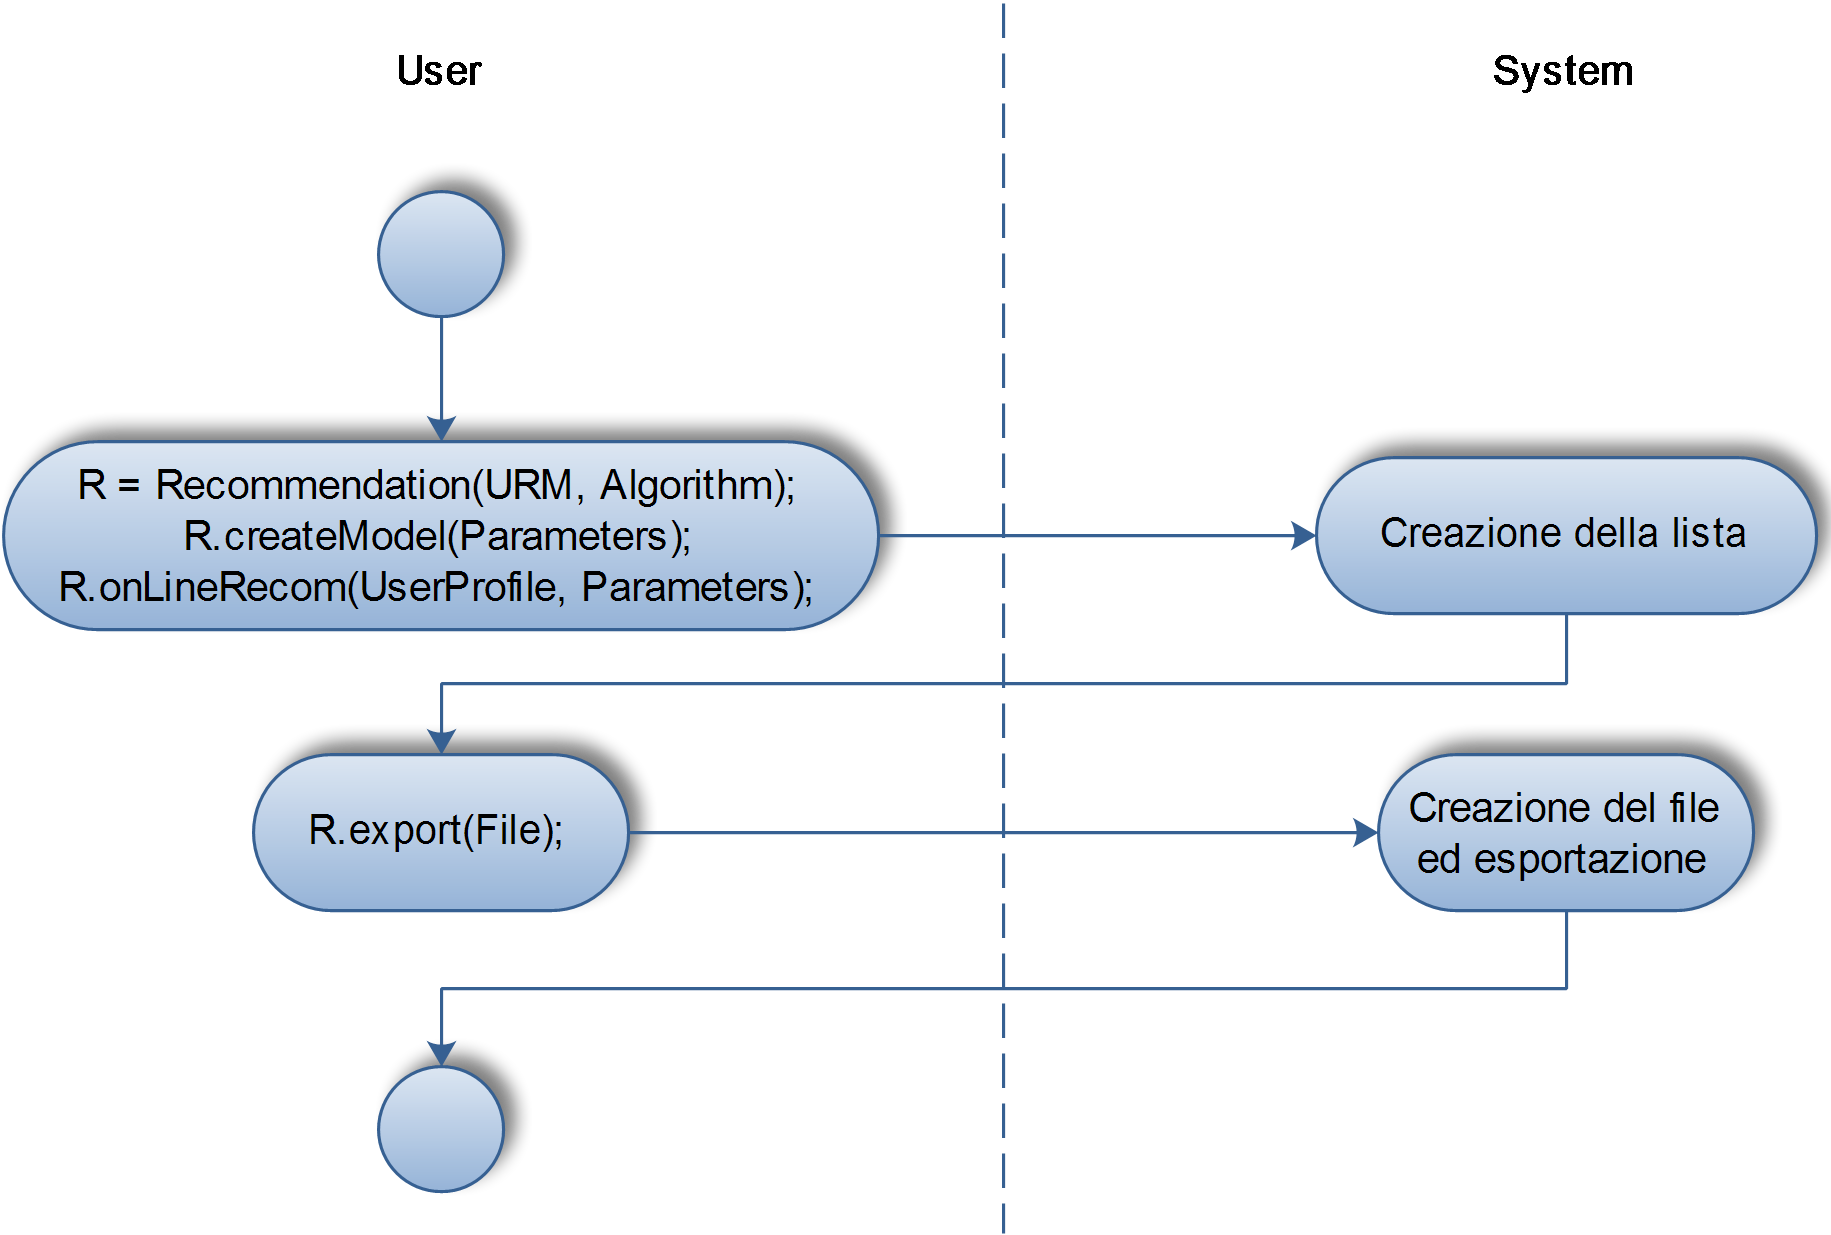 User
System
R = Recommendation(URM, Algorithm);
R.createModel(Parameters);
R.onLineRecom(UserProfile, Parameters);
Creazione della lista
R.export(File);
Creazione del file
ed esportazione